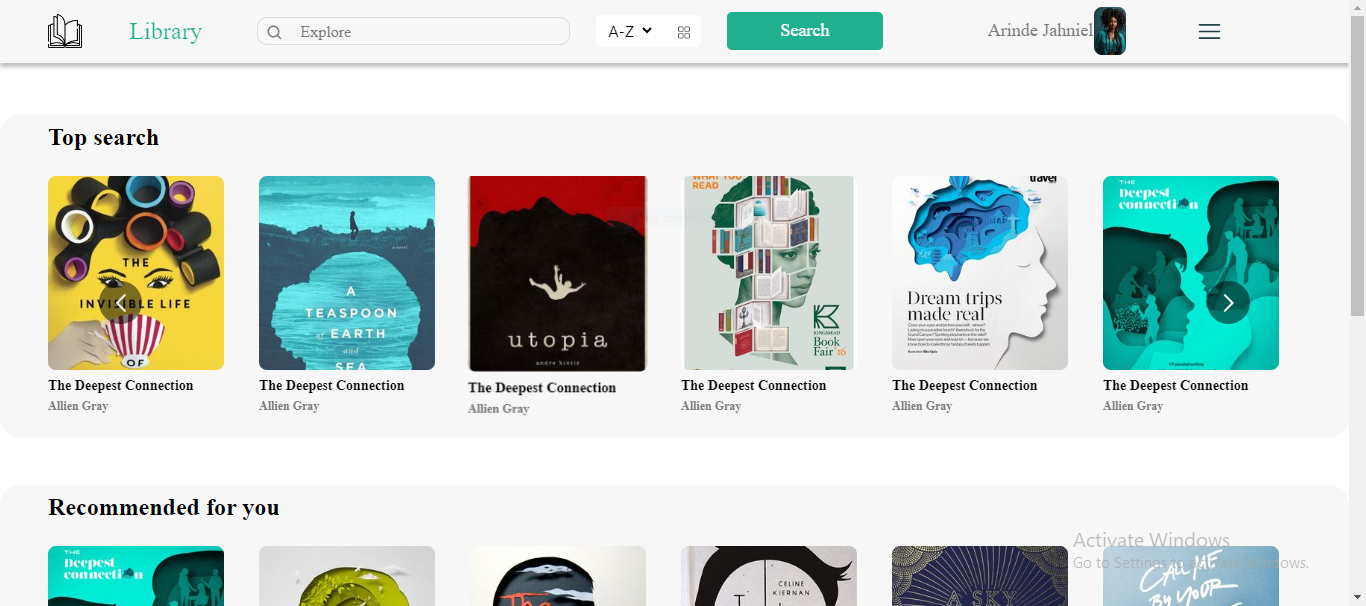 Library
Explore
A-Z
Search
Arinde Jahniel
Top search
THE
INVISIBLE LIFE
OF
a novel
A
TEASPOON
of EARTH
and
SEA
utopia
andre bistis
WHAT YOU
READ
KINGSMEAD
Book
Fair '16
travel
Dream trips
made real
THE
Deepest
connection
The Deepest Connection
Allien Gray
The Deepest Connection
Allien Gray
The Deepest Connection
Allien Gray
The Deepest Connection
Allien Gray
The Deepest Connection
Allien Gray
The Deepest Connection
Allien Gray
Recommended for you
THE
Deepest
connection
The
CELINE
KIERNAN
A SKY
CALL ME
BY YOUR
Activate Windows
Go to Settings to activate Windows.